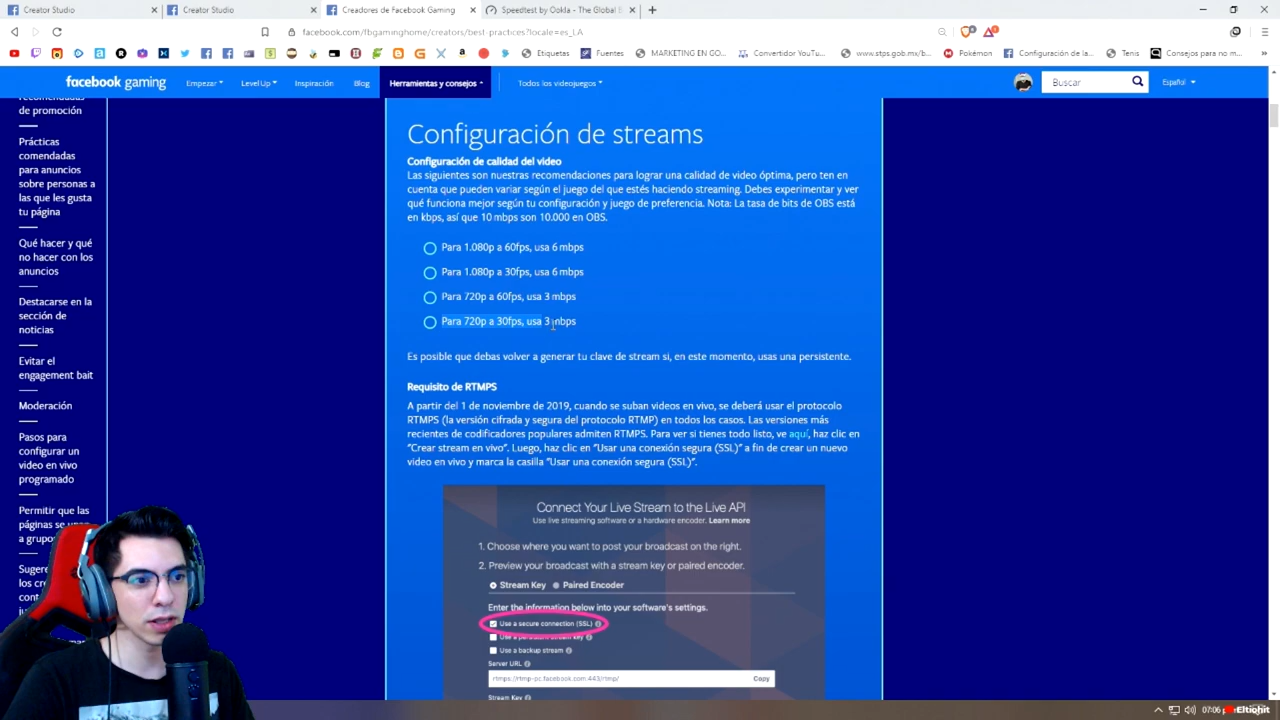 Creator Studio
Creator Studio
Creadores de Facebook Gaming
Speedtest by Ookla - The Global B
facebook.com/fbgaminghome/creators/best-practices?locale=es_LA
Etiquetas
Fuentes
MARKETING EN GO...
Convertidor YouTu...
www.stps.gob.mx/b...
Pokémon
Configuración de la...
Tenis
Consejos para no m...
facebook gaming
Empezar
Level Up
Inspiración
Blog
Herramientas y consejos
Todos los videojuegos
Buscar
Español
recomendadas
de promoción
Prácticas
comendadas
para anuncios
sobre personas a
las que les gusta
tu página
Qué hacer y qué
no hacer con los
anuncios
Destacarse en la
sección de
noticias
Evitar el
engagement bait
Moderación
Pasos para
configurar un
video en vivo
programado
Permitir que las
páginas se u
a grupo
Suger
los cre
cont
Configuración de streams
Configuración de calidad del video
Las siguientes son nuestras recomendaciones para lograr una calidad de video óptima, pero ten en
cuenta que pueden variar según el juego del que estés haciendo streaming. Debes experimentar y ver
qué funciona mejor según tu configuración y juego de preferencia. Nota: La tasa de bits de OBS está
en kbps, así que 10 mbps son 10.000 en OBS.
Para 1.080p a 60fps, usa 6 mbps
Para 1.080p a 30fps, usa 6 mbps
Para 720p a 60fps, usa 3 mbps
Para 720p a 30fps, usa 3 mbps
Es posible que debas volver a generar tu clave de stream si, en este momento, usas una persistente.
Requisito de RTMPS
A partir del 1 de noviembre de 2019, cuando se suban videos en vivo, se deberá usar el protocolo
RTMPS (la versión cifrada y segura del protocolo RTMP) en todos los casos. Las versiones más
recientes de codificadores populares admiten RTMPS. Para ver si tienes todo listo, ve aquí, haz clic en
"Crear stream en vivo". Luego, haz clic en "Usar una conexión segura (SSL)" a fin de crear un nuevo
video en vivo y marca la casilla "Usar una conexión segura (SSL)".
Connect Your Live Stream to the Live API
Use live streaming software or a hardware encoder. Learn more
1. Choose where you want to post your broadcast on the right.
2. Preview your broadcast with a stream key or paired encoder.
Stream Key
Paired Encoder
Enter the information below into your software's settings.
Use a secure connection (SSL)
Use a persistent stream key
Use a backup stream
Server URL
rtmps://rtmp-pc.facebook.com:443/rtmp/
Copy
Stream Key
07:06